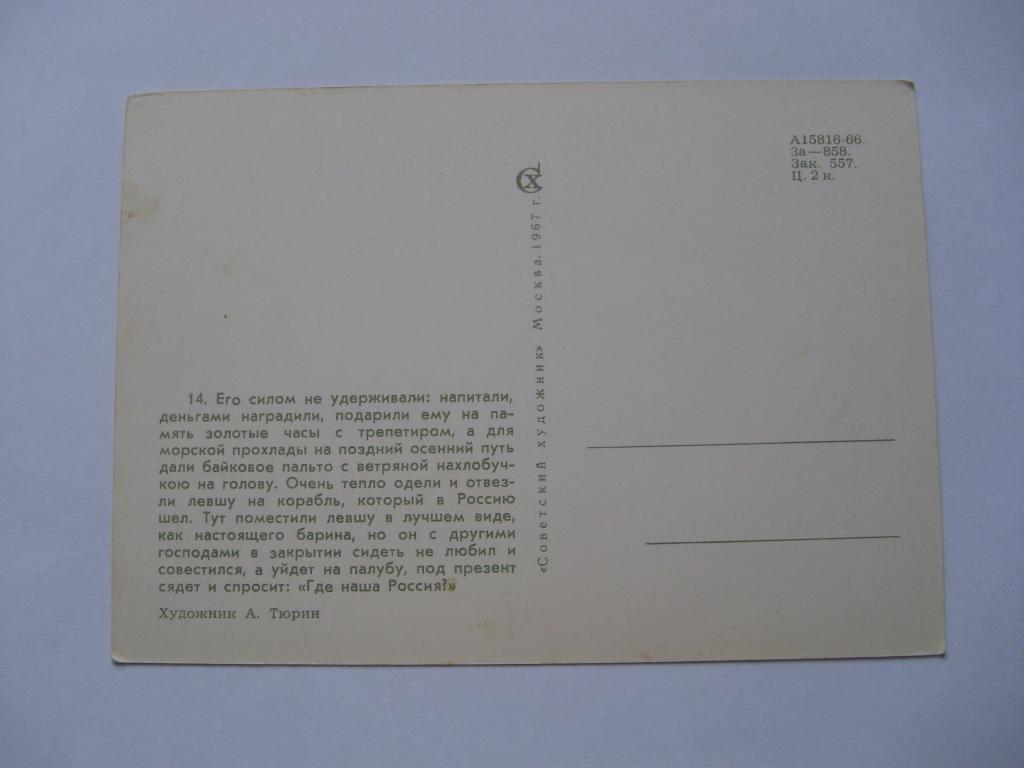 14. Его силом не удерживали: напитали,
деньгами наградили, подарили ему на па-
мять золотые часы с трепетиром, а для
морской прохлады на поздний осенний путь
дали байковое пальто с ветряной нахлобуч-
кою на голову. Очень тепло одели и отвез-
ли левшу на корабль, который в Россию
шел. Тут поместили левшу в лучшем виде,
как настоящего барина, но он с другими
господами в закрытии сидеть не любил и
совестился, а уйдет на палубу, под презент
сядет и спросит: «Где наша Россия?»
Художник А. Тюрин
СХ
«Советский художник» Москва. 1967 г.
А15816-66.
За—858.
Зак. 557.
Ц. 2 к.